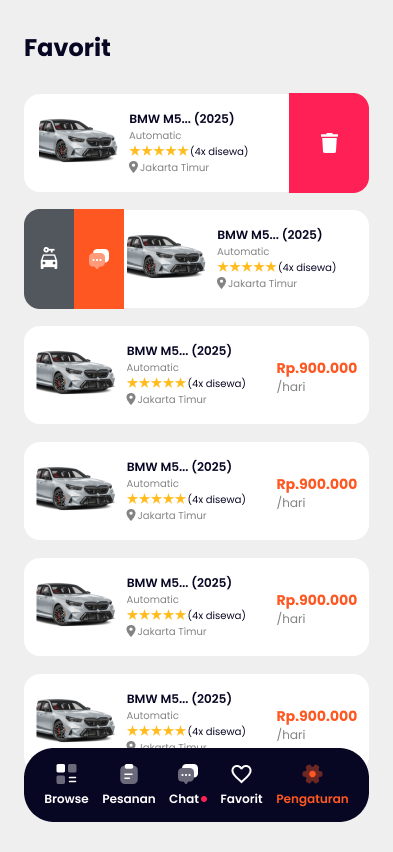 Favorit
BMW M5... (2025)
Automatic
★★★★★(4x disewa)
Jakarta Timur
BMW M5... (2025)
Automatic
★★★★★(4x disewa)
Jakarta Timur
BMW M5... (2025)
Automatic
★★★★★(4x disewa)
Jakarta Timur
Rp.900.000
/hari
BMW M5... (2025)
Automatic
★★★★★(4x disewa)
Jakarta Timur
Rp.900.000
/hari
BMW M5... (2025)
Automatic
★★★★★(4x disewa)
Jakarta Timur
Rp.900.000
/hari
BMW M5... (2025)
Automatic
★★★★★(4x disewa)
Jakarta Timur
Rp.900.000
/hari
Browse Pesanan Chat Favorit Pengaturan